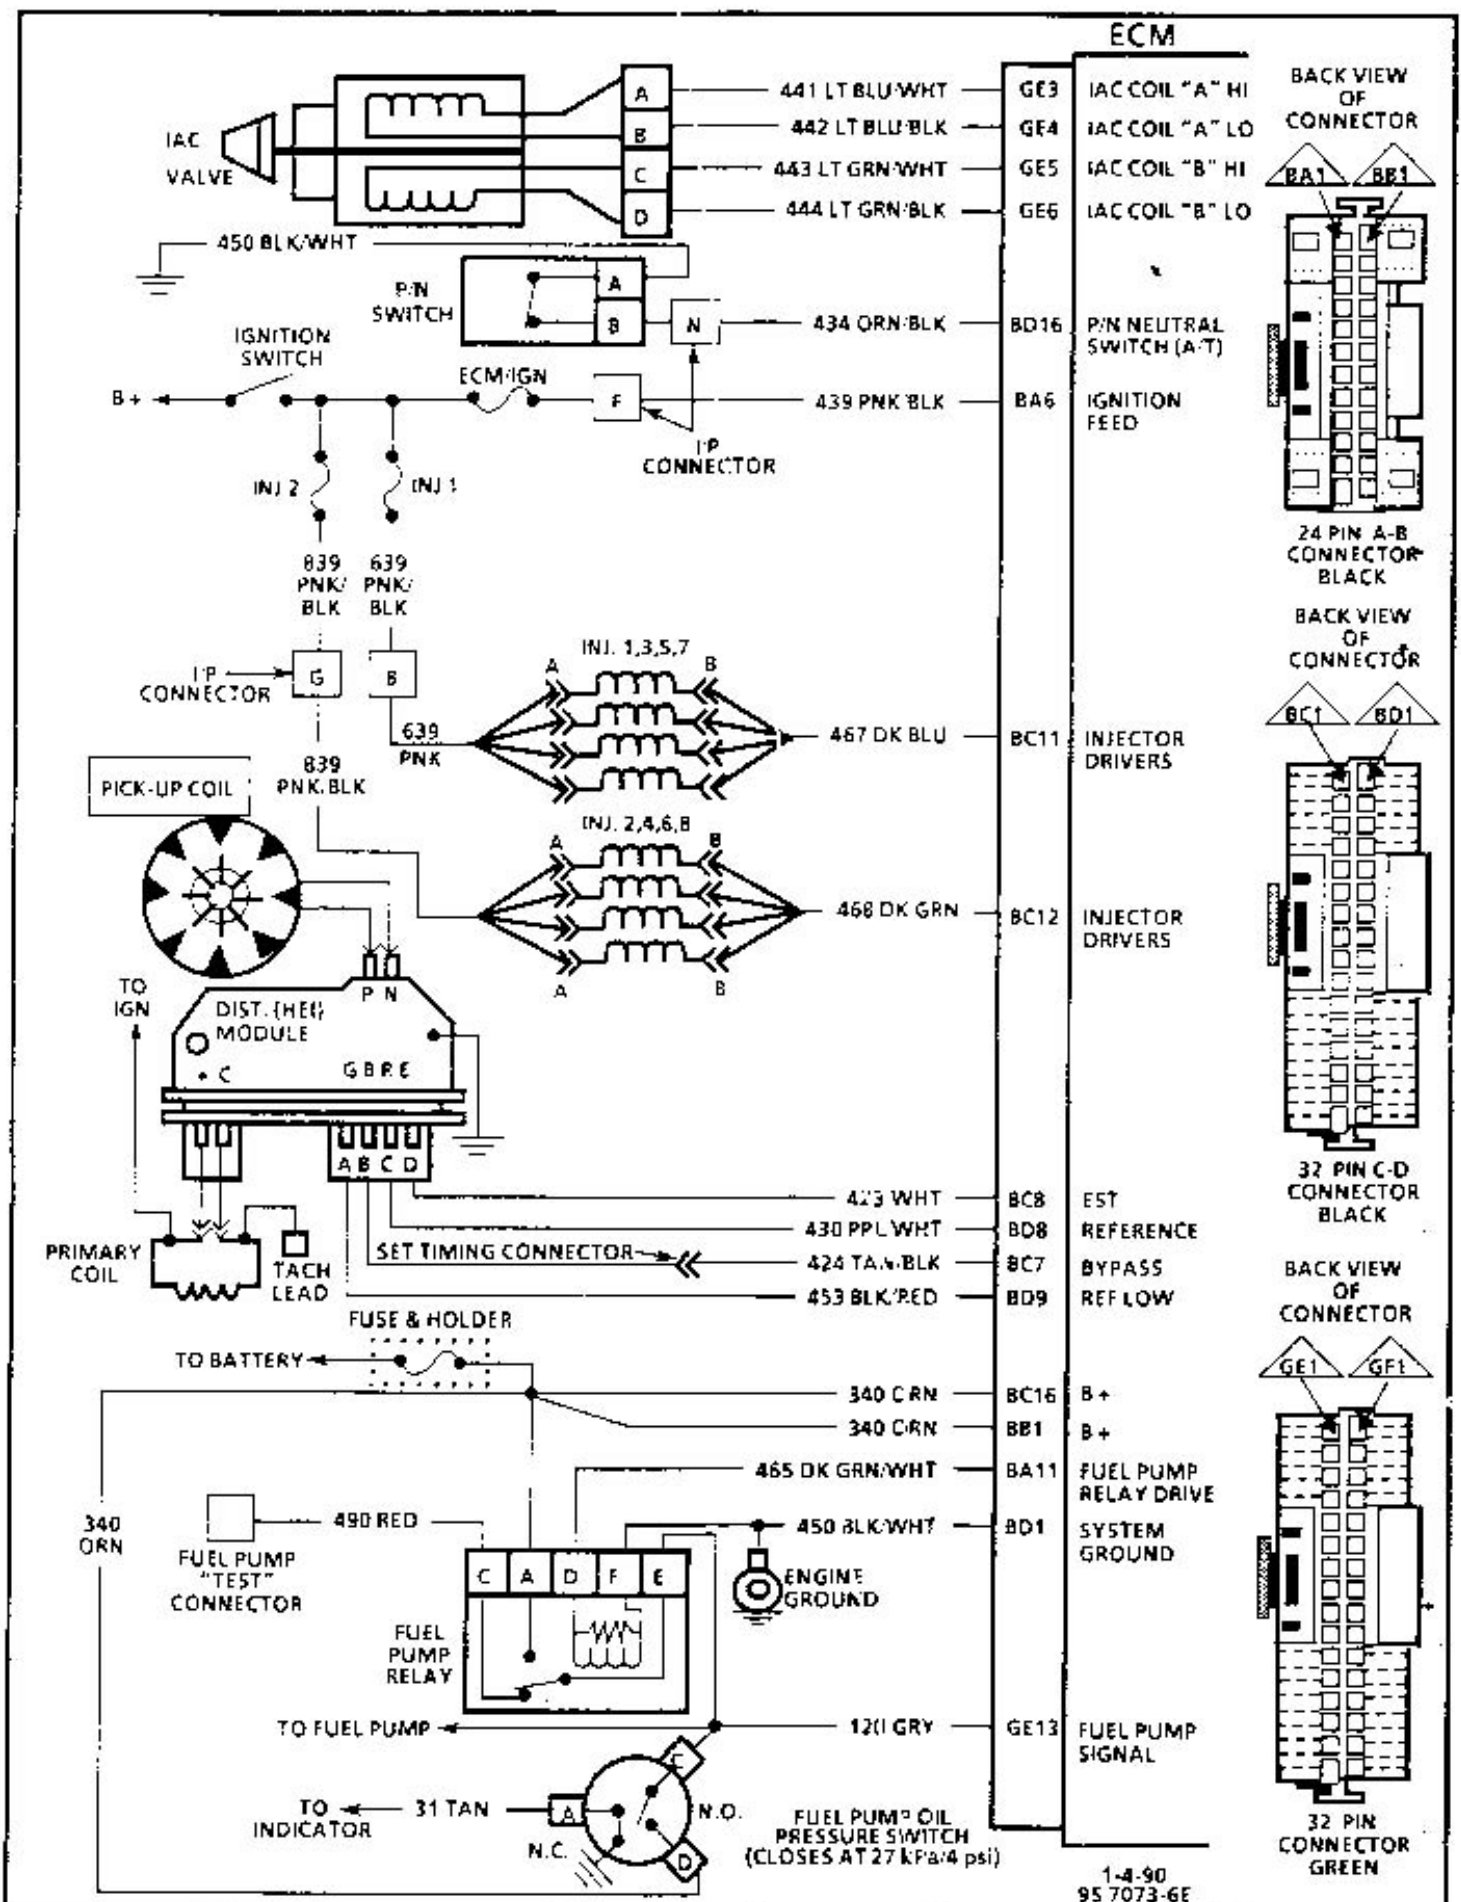 ECM
IAC
VALVE
A
B
C
D
441 LT BLU/WHT
442 LT BLU/BLK
443 LT GRN/WHT
444 LT GRN/BLK
GE3
GE4
GE5
GE6
IAC COIL "A" HI
IAC COIL "A" LO
IAC COIL "B" HI
IAC COIL "B" LO
BACK VIEW
OF
CONNECTOR
BA1
BB1
450 BLK/WHT
P/N
SWITCH
A
B
N
434 ORN/BLK
BD16
P/N NEUTRAL
SWITCH (A/T)
IGNITION
SWITCH
B +
ECM/IGN
F
439 PNK/BLK
BA6
IGNITION
FEED
I/P
CONNECTOR
INJ 2
INJ 1
24 PIN A-B
CONNECTOR
BLACK
839
PNK/
BLK
639
PNK/
BLK
I/P
CONNECTOR
G
B
INJ. 1,3,5,7
A
B
639
PNK
467 DK BLU
BC11
INJECTOR
DRIVERS
BACK VIEW
OF
CONNECTOR
BC1
BD1
839
PNK/BLK
PICK-UP COIL
INJ. 2,4,6,8
A
B
A
B
468 DK GRN
BC12
INJECTOR
DRIVERS
TO
IGN
P N
DIST. (HEI)
MODULE
+ C
G B R E
A B C D
32 PIN C-D
CONNECTOR
BLACK
423 WHT
BC8
EST
430 PPL/WHT
BD8
REFERENCE
SET TIMING CONNECTOR
424 TAN/BLK
BC7
BYPASS
453 BLK/RED
BD9
REF LOW
PRIMARY
COIL
TACH
LEAD
BACK VIEW
OF
CONNECTOR
GE1
GF1
FUSE & HOLDER
TO BATTERY
340 ORN
BC16
B +
340 ORN
BB1
B +
465 DK GRN/WHT
BA11
FUEL PUMP
RELAY DRIVE
340
ORN
490 RED
FUEL PUMP
"TEST"
CONNECTOR
450 BLK/WHT
BD1
SYSTEM
GROUND
C
A
D
F
E
ENGINE
GROUND
FUEL
PUMP
RELAY
TO FUEL PUMP
120 GRY
GE13
FUEL PUMP
SIGNAL
C
TO
INDICATOR
31 TAN
A
N.O.
N.C.
D
FUEL PUMP OIL
PRESSURE SWITCH
(CLOSES AT 27 kPa/4 psi)
32 PIN
CONNECTOR
GREEN
1-4-90
95 7073-6E